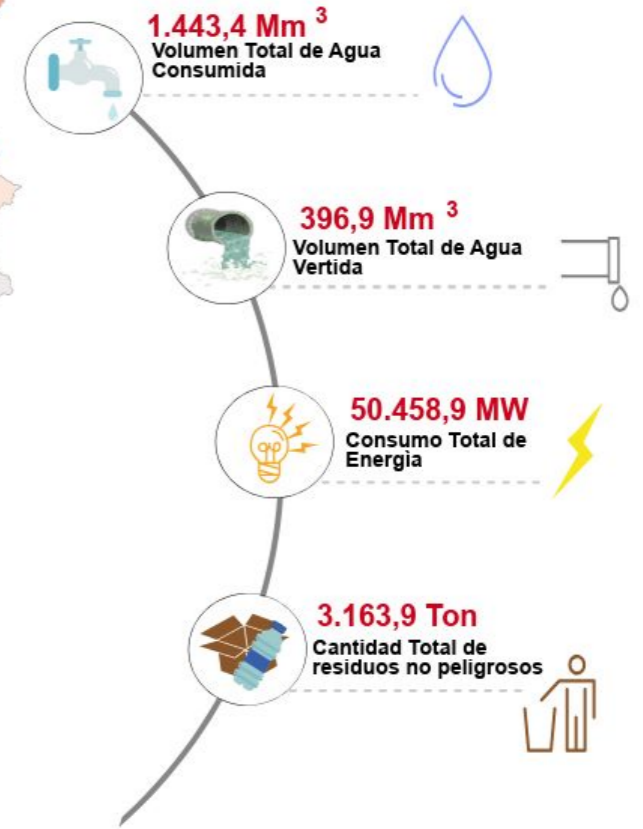 1.443,4 Mm 3
Volumen Total de Agua
Consumida
396,9 Mm 3
Volumen Total de Agua
Vertida
50.458,9 MW
Consumo Total de
Energìa
3.163,9 Ton
Cantidad Total de
residuos no peligrosos